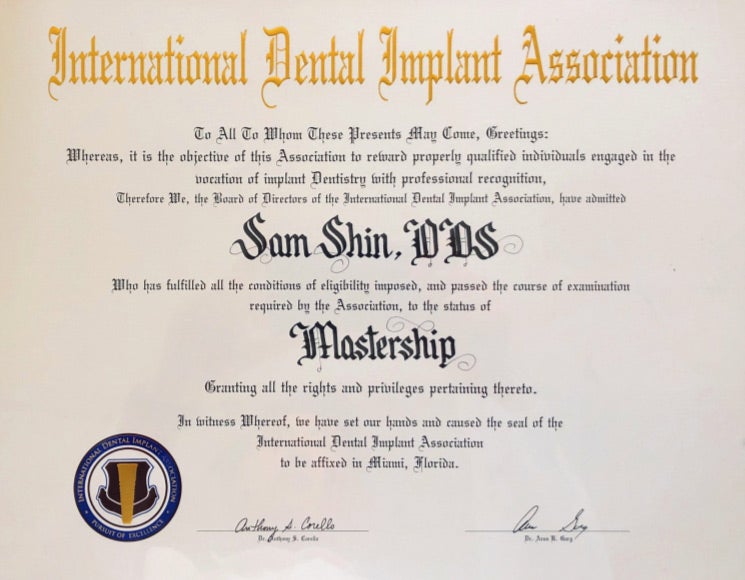 International Dental Implant Association
To All To Whom These Presents May Come, Greetings:
Whereas, it is the objective of this Association to reward properly qualified individuals engaged in the
vocation of implant Dentistry with professional recognition,
Therefore We, the Board of Directors of the International Dental Implant Association, have admitted
Sam Shin, DDS
Who has fulfilled all the conditions of eligibility imposed, and passed the course of examination
required by the Association, to the status of
Mastership
Granting all the rights and privileges pertaining thereto.
In witness Whereof, we have set our hands and caused the seal of the
International Dental Implant Association
to be affixed in Miami, Florida.
INTERNATIONAL DENTAL IMPLANT ASSOCIATION
PURSUIT OF EXCELLENCE
Anthony S. Corello
Dr. Anthony S. Corello
Dr. Arun K. Garg